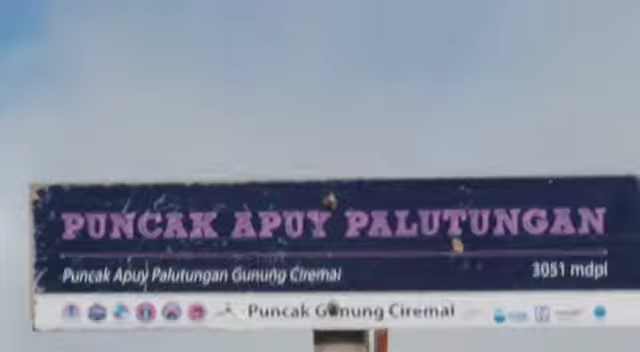 PUNCAK APUY PALUTUNGAN
Puncak Apuy Palutungan Gunung Ciremai
3051 mdpl
Puncak Gunung Ciremai